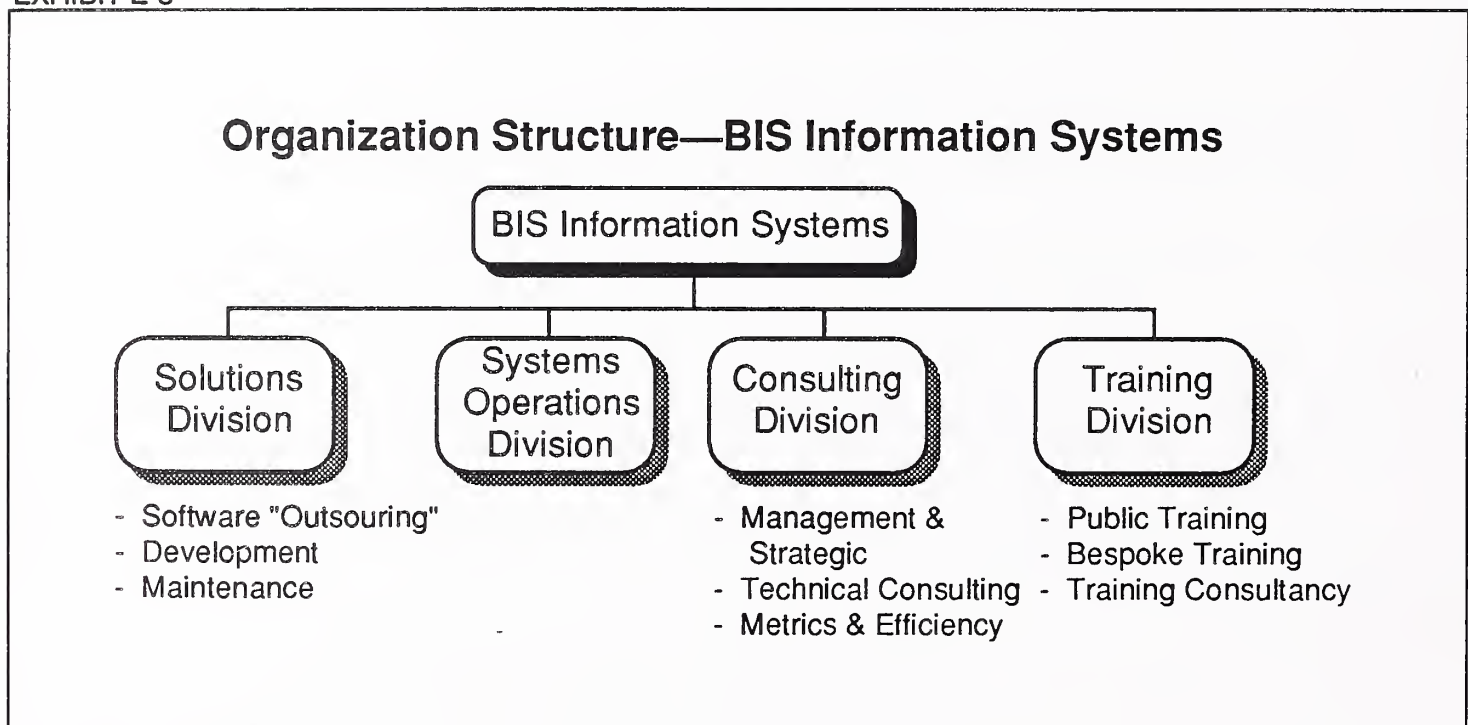 Organization Structure—BIS Information Systems
BIS Information Systems
Solutions
Division
Systems
Operations
Division
Consulting
Division
Training
Division
- Software "Outsouring"
- Development
- Maintenance
- Management &
Strategic
- Technical Consulting
- Metrics & Efficiency
- Public Training
- Bespoke Training
- Training Consultancy